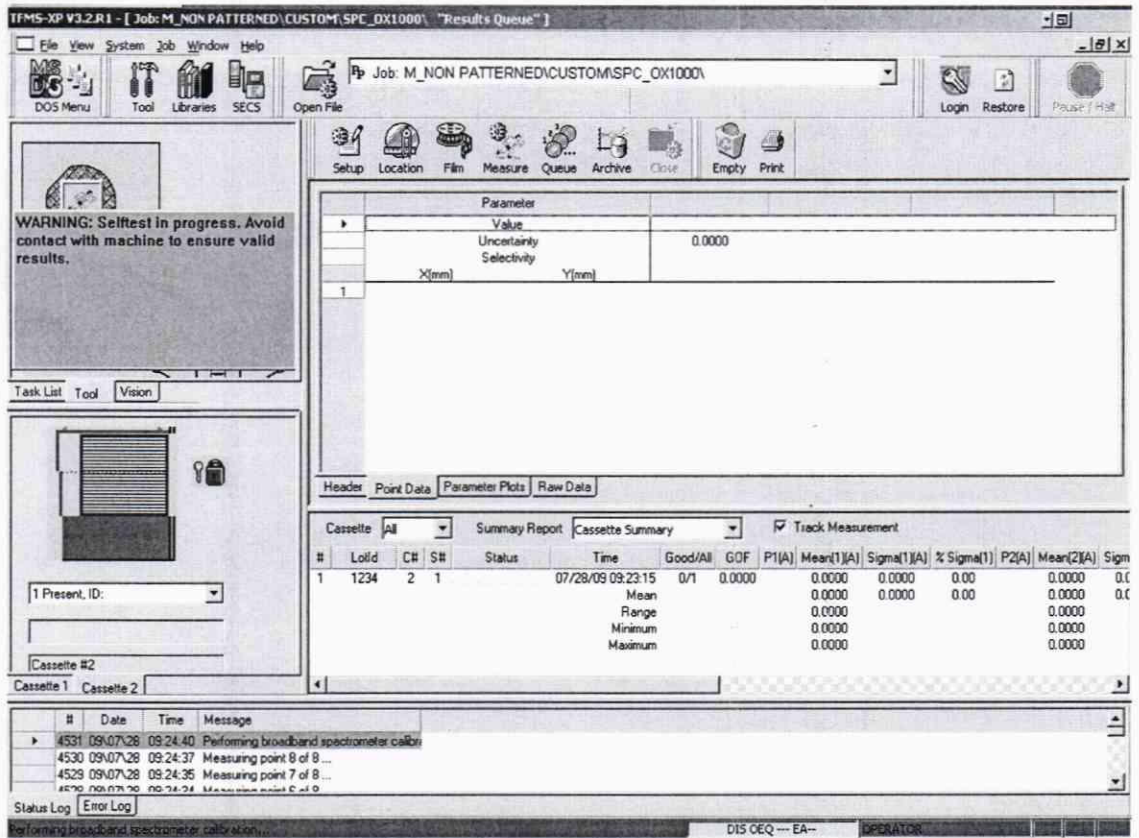 TFMS-XP V3.2.R1 - [ Job: M_NON PATTERNED\CUSTOM\SPC_OX1000\ "Results Queue" ]
File View System Job Window Help
DOS Menu Tool Libraries SECS Open File Job: M_NON PATTERNED\CUSTOM\SPC_OX1000\ Login Restore Pause / Halt
Setup Location Film Measure Queue Archive Close Empty Print
WARNING: Selftest in progress. Avoid
contact with machine to ensure valid
results.
Task List Tool Vision
Parameter
Value
Uncertainty 0.0000
Selectivity
X[mm] Y[mm]
1
Header Point Data Parameter Plots Raw Data
Cassette All Summary Report Cassette Summary Track Measurement
# LotId C# S# Status Time Good/All GOF P1(A) Mean(1)(A) Sigma(1)(A) % Sigma(1) P2(A) Mean(2)(A) Sigm
1 1234 2 1 07/28/09 09:23:15 0/1 0.0000 0.0000 0.0000 0.00 0.0000 0.0
Mean 0.0000 0.0000 0.00 0.0000 0.0
Range 0.0000 0.0000
Minimum 0.0000 0.0000
Maximum 0.0000 0.0000
1 Present, ID:
Cassette #2
Cassette 1 Cassette 2
# Date Time Message
4531 09\07\28 09:24:40 Performing broadband spectrometer calibr
4530 09\07\28 09:24:37 Measuring point 8 of 8 ...
4529 09\07\28 09:24:35 Measuring point 7 of 8 ...
Status Log Error Log
Performing broadband spectrometer calibration... DIS OEQ --- EA-- OPERATOR